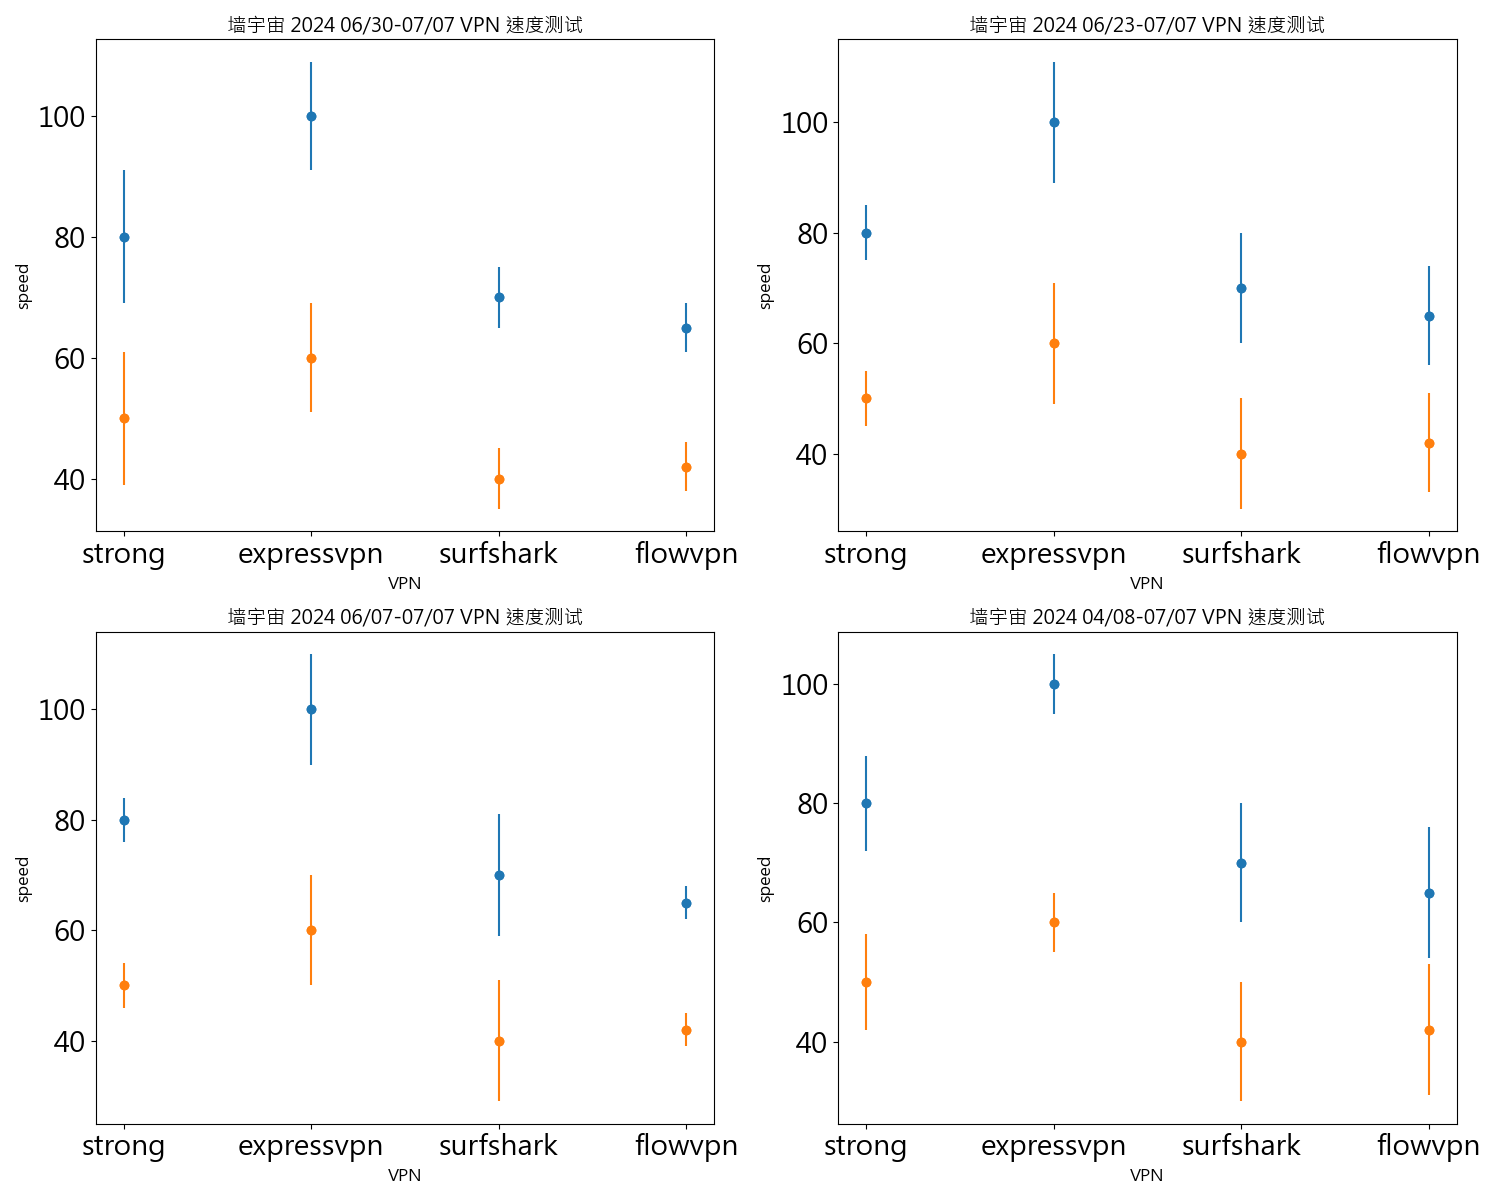 墙宇宙 2024 06/30-07/07 VPN 速度测试
100
80
60
40
speed
strong expressvpn surfshark flowvpn
VPN
墙宇宙 2024 06/23-07/07 VPN 速度测试
100
80
60
40
speed
strong expressvpn surfshark flowvpn
VPN
墙宇宙 2024 06/07-07/07 VPN 速度测试
100
80
60
40
speed
strong expressvpn surfshark flowvpn
VPN
墙宇宙 2024 04/08-07/07 VPN 速度测试
100
80
60
40
speed
strong expressvpn surfshark flowvpn
VPN